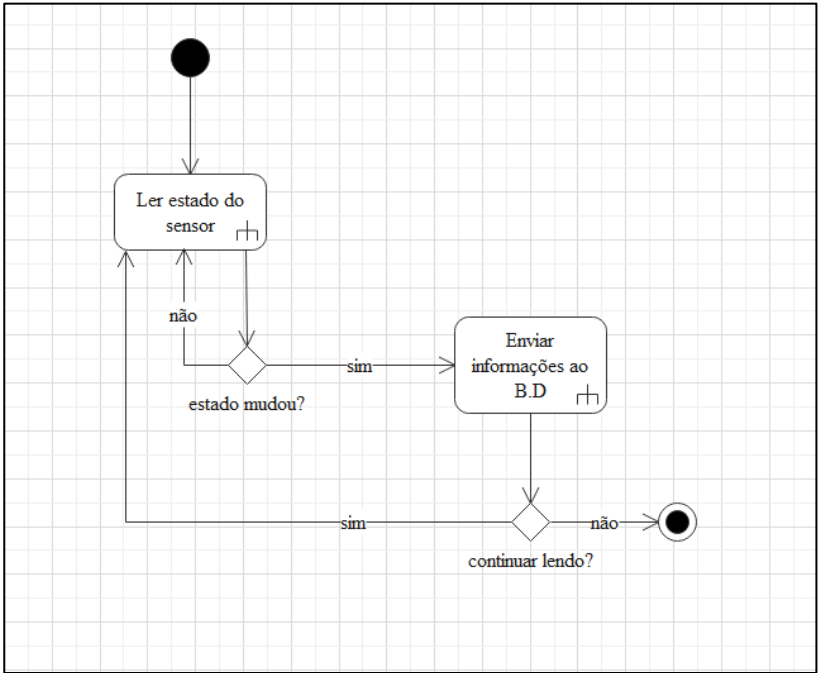 Ler estado do
sensor
não
sim
estado mudou?
Enviar
informações ao
B.D
sim
não
continuar lendo?